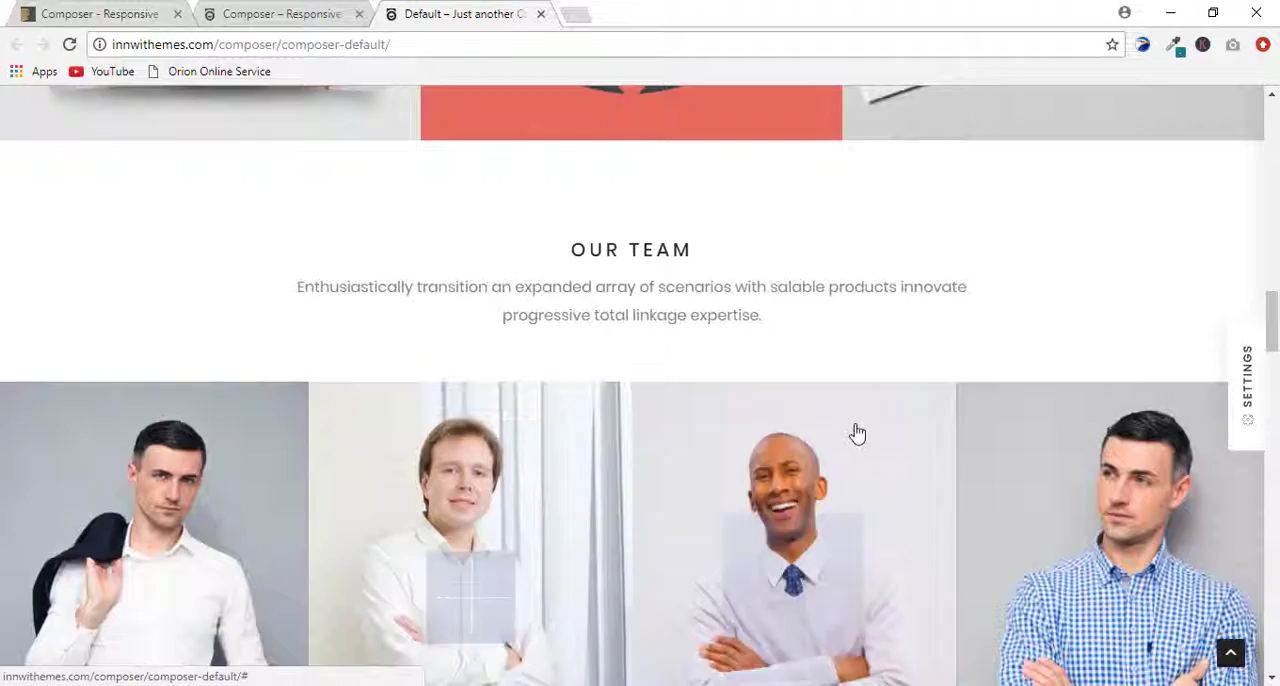 Composer - Responsive
Composer – Responsive
Default – Just another C
innwithemes.com/composer/composer-default/
Apps
YouTube
Orion Online Service
OUR TEAM
Enthusiastically transition an expanded array of scenarios with salable products innovate
progressive total linkage expertise.
SETTINGS
innwithemes.com/composer/composer-default/#